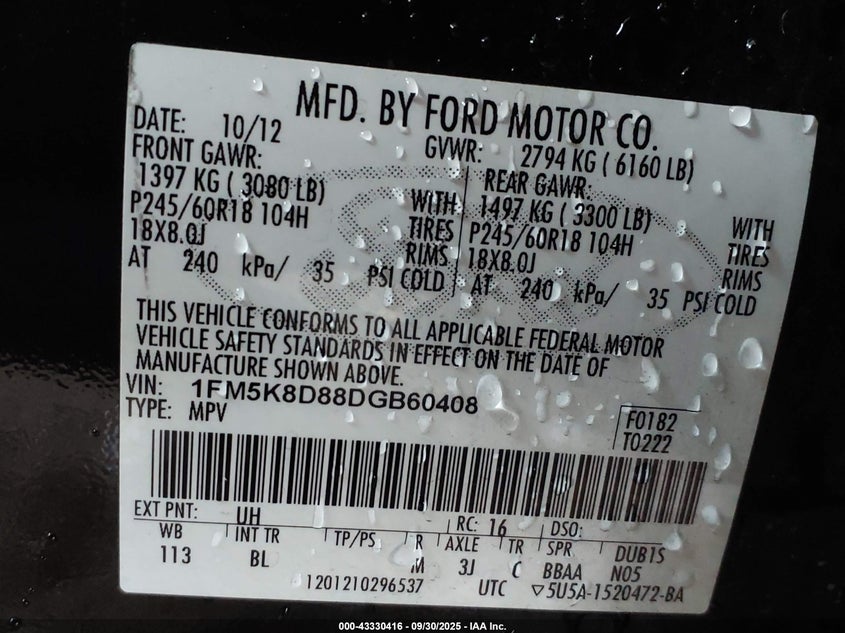 MFD. BY FORD MOTOR CO.
DATE: 10/12 GVWR: 2794 KG ( 6160 LB)
FRONT GAWR: REAR GAWR:
1397 KG ( 3080 LB) WITH 1497 KG ( 3300 LB) WITH
P245/60R18 104H TIRES P245/60R18 104H TIRES
18X8.0J RIMS 18X8.0J RIMS
AT 240 kPa/ 35 PSI COLD AT 240 kPa/ 35 PSI COLD
THIS VEHICLE CONFORMS TO ALL APPLICABLE FEDERAL MOTOR
VEHICLE SAFETY STANDARDS IN EFFECT ON THE DATE OF
MANUFACTURE SHOWN ABOVE.
VIN: 1FM5K8D88DGB60408
TYPE: MPV
F0182
T0222
EXT PNT: UH RC: 16 DSO:
WB INT TR TP/PS R AXLE TR SPR DUB1S
113 BL M 3J C BBAA N05
1201210296537 UTC ▽5U5A-1520472-BA
000-43330416 - 09/30/2025 - IAA Inc.